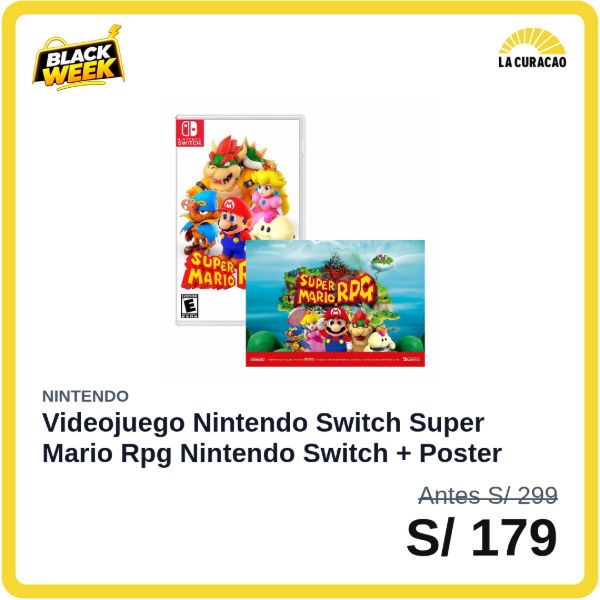 BLACK
WEEK
LA CURACAO
NINTENDO
SWITCH
SUPER
MARIO RPG
EVERYONE
E
SUPER
MARIO RPG
NINTENDO
Videojuego Nintendo Switch Super
Mario Rpg Nintendo Switch + Poster
Antes S/ 299
S/ 179